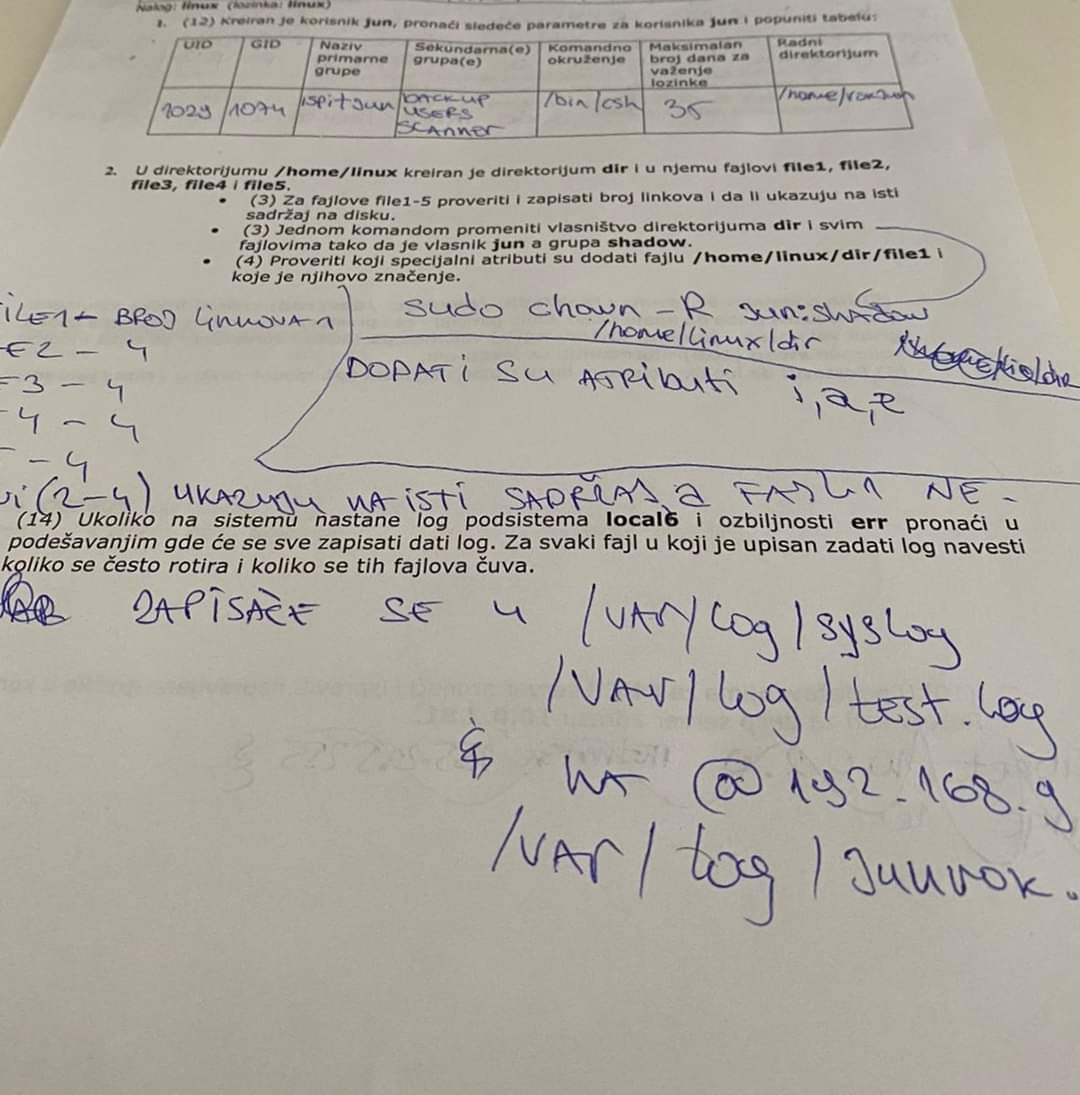 Nalog: linux (lozinka: linux)
1. (12) Kreiran je korisnik jun, pronaći sledeće parametre za korisnika jun i popuniti tabelu:
UID GID Naziv primarne grupe Sekundarna(e) grupa(e) Komandno okruženje Maksimalan broj dana za važenje lozinke Radni direktorijum
1029 1074 ispitjun BACKUP USERS SCANNER /bin/csh 35 /home/
2. U direktorijumu /home/linux kreiran je direktorijum dir i u njemu fajlovi file1, file2,
file3, file4 i file5.
• (3) Za fajlove file1-5 proveriti i zapisati broj linkova i da li ukazuju na isti
sadržaj na disku.
• (3) Jednom komandom promeniti vlasništvo direktorijuma dir i svim
fajlovima tako da je vlasnik jun a grupa shadow.
• (4) Proveriti koji specijalni atributi su dodati fajlu /home/linux/dir/file1 i
koje je njihovo značenje.
ILE1 - BROJ LINKOVA 1
E2 - 4
3 - 4
4 - 4
- 4
sudo chown -R jun:shadow
/home/linux/dir
DODATI SU ATRIBUTI i,a,e
(2-4) UKAZUJU NA ISTI SADRŽAJ A FAJL 1 NE.
(14) Ukoliko na sistemu nastane log podsistema local6 i ozbiljnosti err pronaći u
podešavanjim gde će se sve zapisati dati log. Za svaki fajl u koji je upisan zadati log navesti
koliko se često rotira i koliko se tih fajlova čuva.
ZAPISAĆE SE U /VAR/log/syslog
/VAR/log/test.log
NA @192.168.9
/VAR/log/junrok.